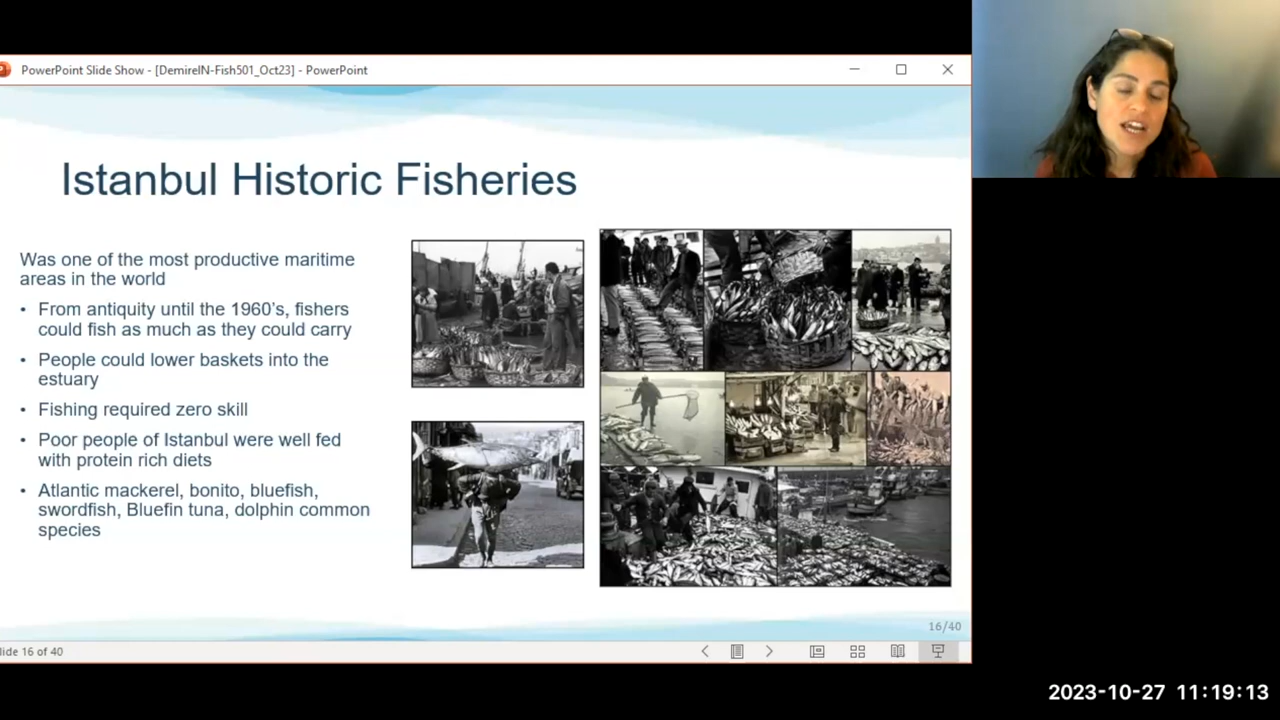 PowerPoint Slide Show - [DemirelN-Fish501_Oct23] - PowerPoint
Istanbul Historic Fisheries
Was one of the most productive maritime
areas in the world
• From antiquity until the 1960's, fishers
could fish as much as they could carry
• People could lower baskets into the
estuary
• Fishing required zero skill
• Poor people of Istanbul were well fed
with protein rich diets
• Atlantic mackerel, bonito, bluefish,
swordfish, Bluefin tuna, dolphin common
species
16/40
lide 16 of 40
2023-10-27 11:19:13